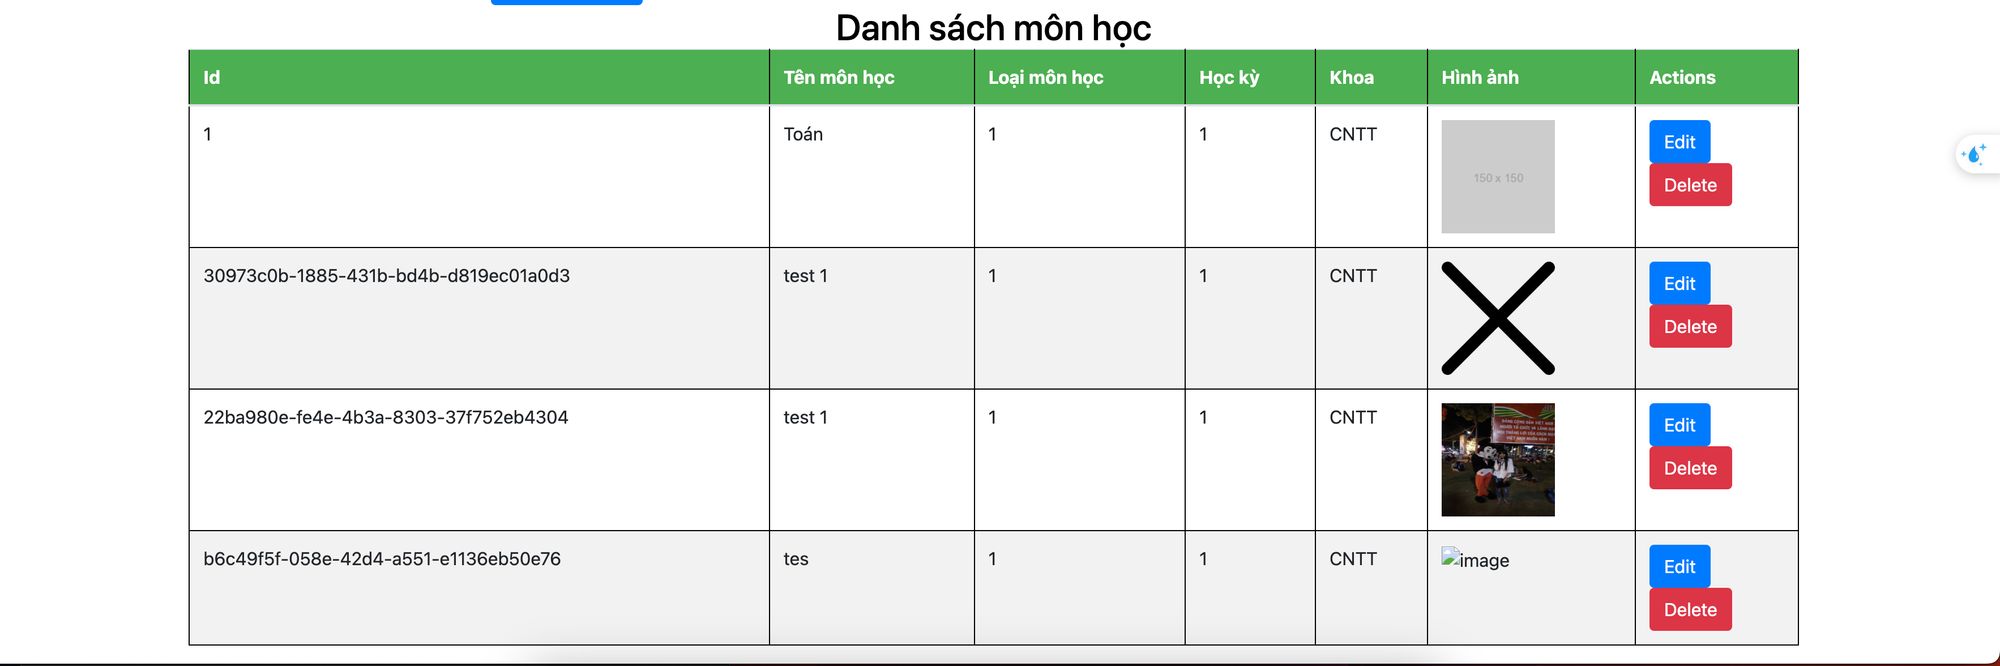 Danh sách môn học
Id Tên môn học Loại môn học Học kỳ Khoa Hình ảnh Actions
1 Toán 1 1 CNTT 150 x 150 Edit
Delete
30973c0b-1885-431b-bd4b-d819ec01a0d3 test 1 1 1 CNTT Edit
Delete
22ba980e-fe4e-4b3a-8303-37f752eb4304 test 1 1 1 CNTT Edit
Delete
b6c49f5f-058e-42d4-a551-e1136eb50e76 tes 1 1 CNTT image Edit
Delete